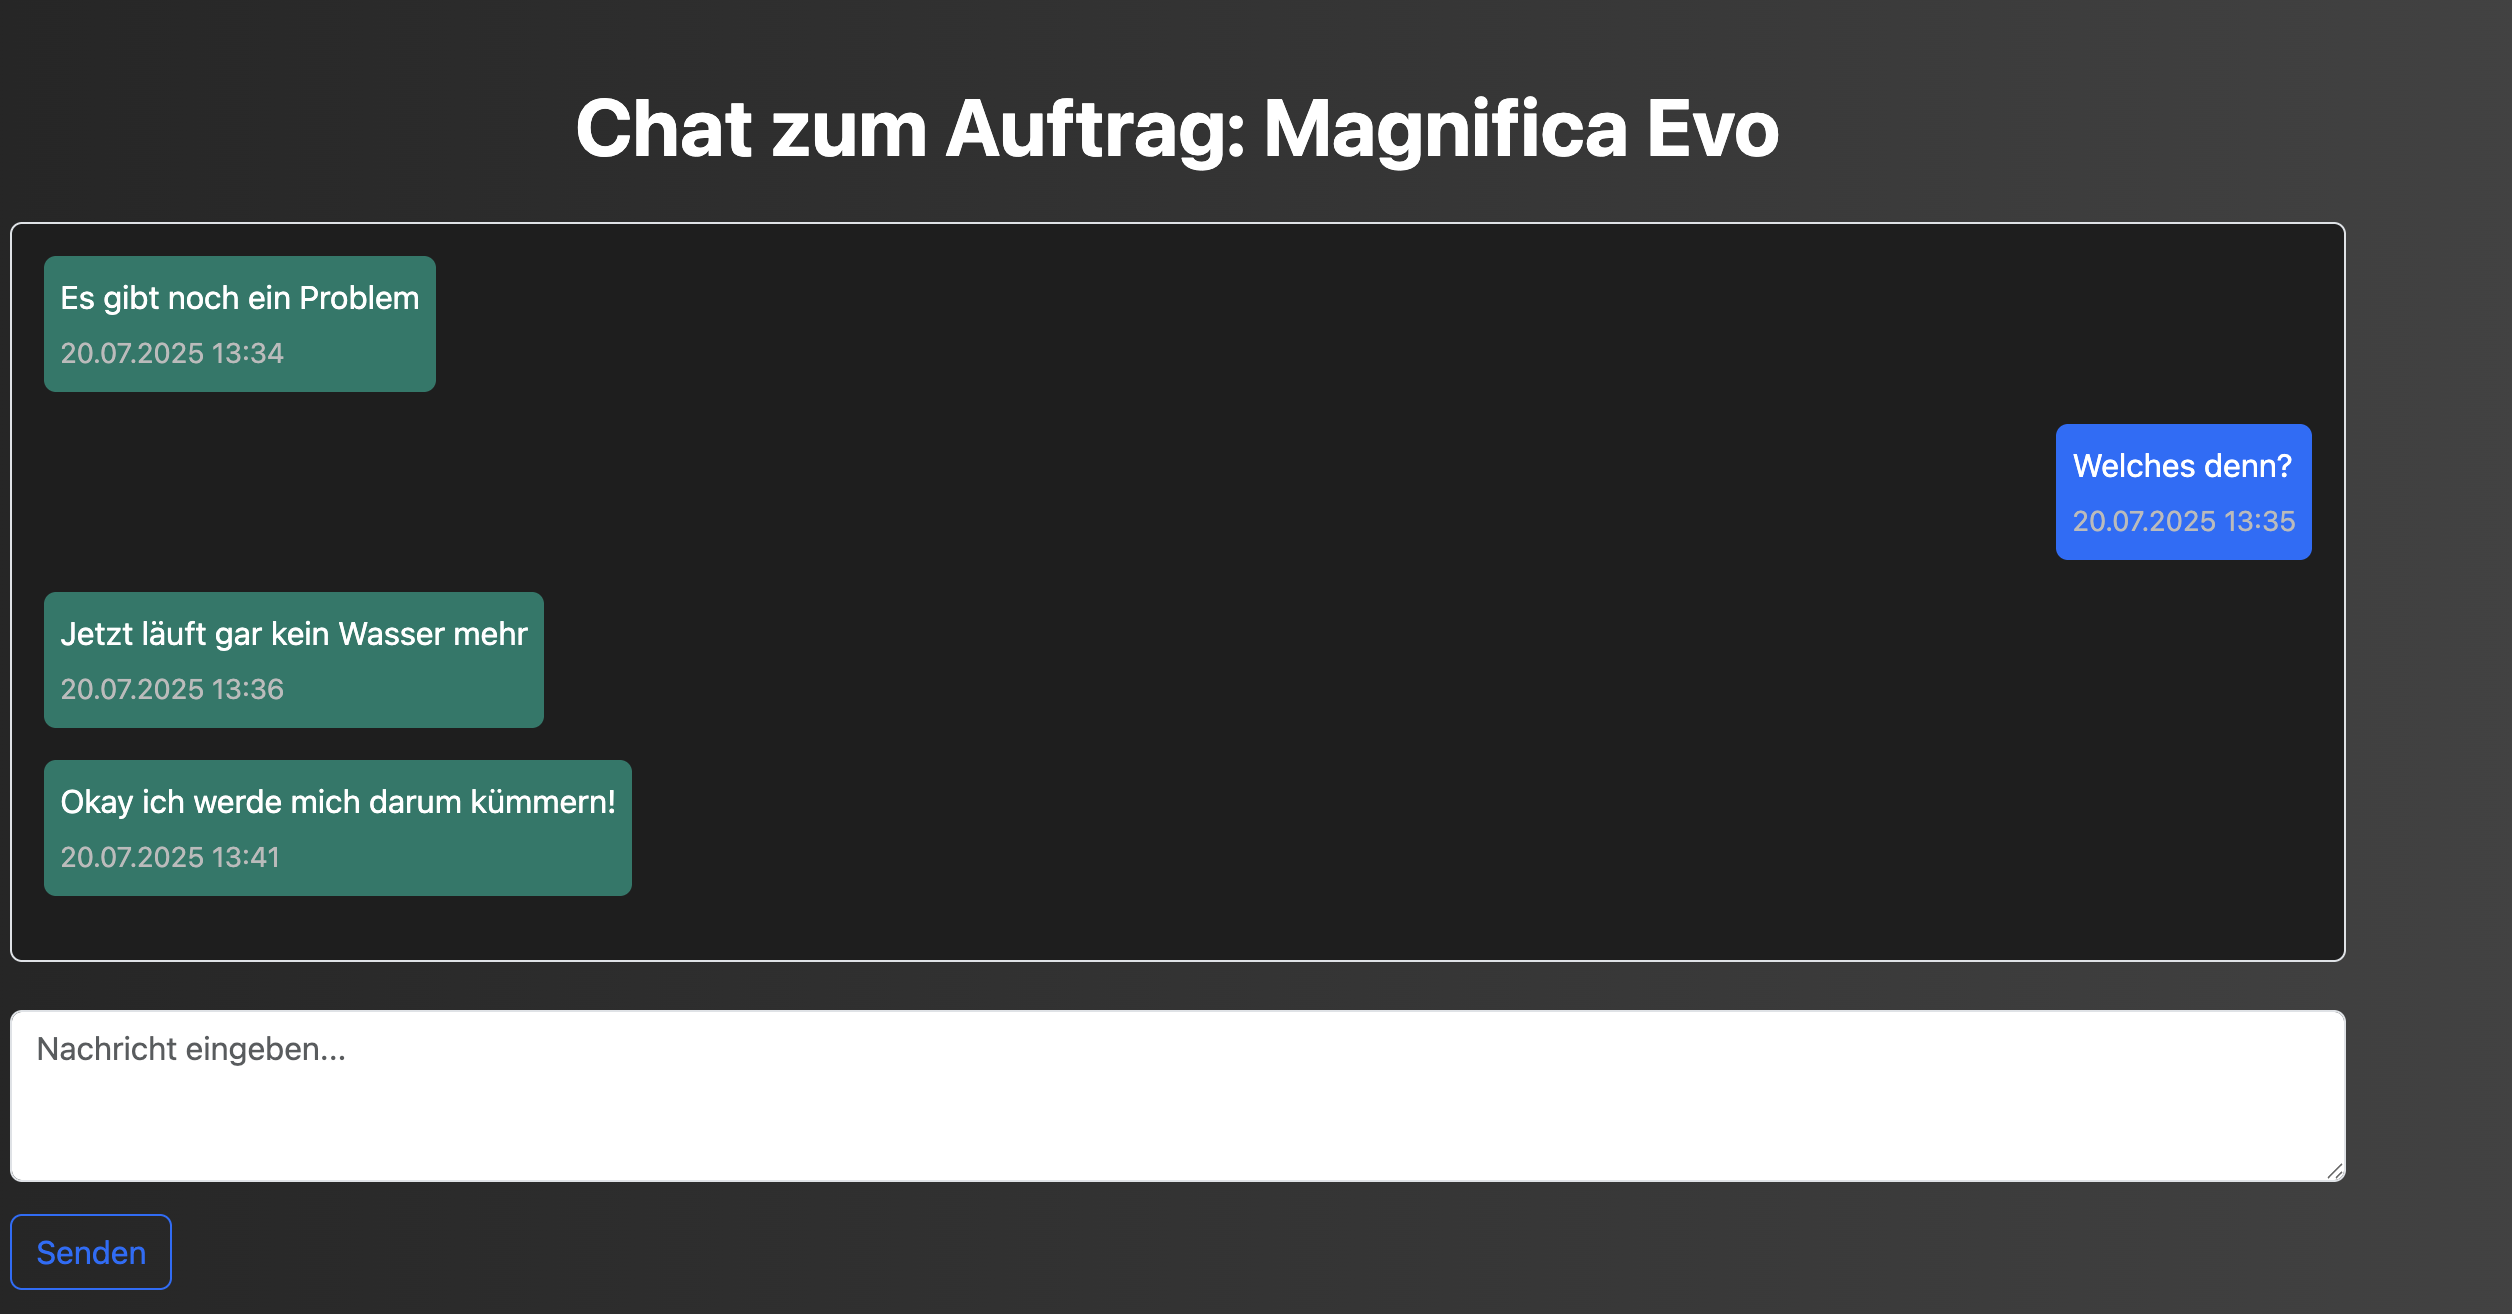 Chat zum Auftrag: Magnifica Evo
Es gibt noch ein Problem
20.07.2025 13:34
Welches denn?
20.07.2025 13:35
Jetzt läuft gar kein Wasser mehr
20.07.2025 13:36
Okay ich werde mich darum kümmern!
20.07.2025 13:41
Nachricht eingeben...
Senden